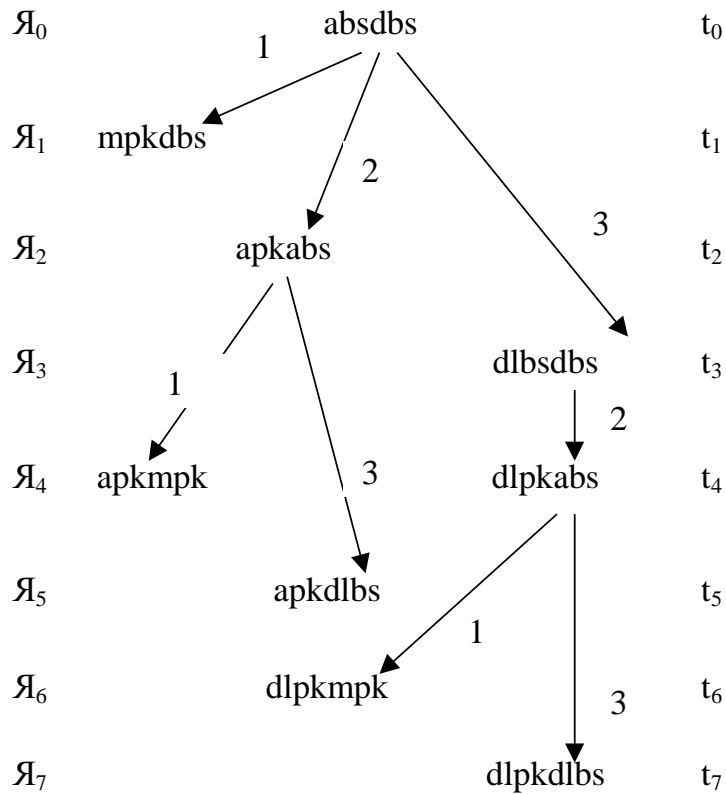 Я₀ absdbs t₀
1
Я₁ mpkdbs t₁
2
3
Я₂ apkabs t₂
Я₃ dlbsdbs t₃
1
2
Я₄ apkmpk dlpkabs t₄
3
Я₅ apkdlbs t₅
1
Я₆ dlpkmpk t₆
3
Я₇ dlpkdlbs t₇